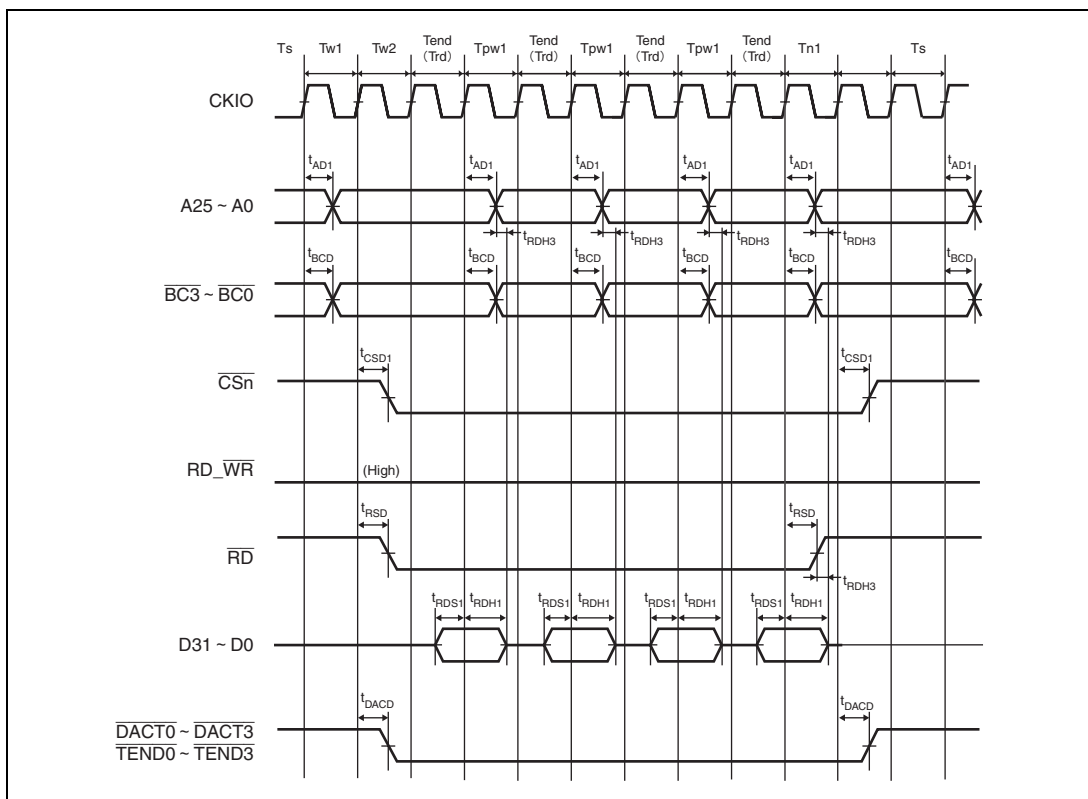 Ts Tw1 Tw2 Tend Tpw1 Tend Tpw1 Tend Tpw1 Tend Tn1 Ts
(Trd) (Trd) (Trd) (Trd)
CKIO
tAD1 tAD1 tAD1 tAD1 tAD1 tAD1
A25 ~ A0
tRDH3 tRDH3 tRDH3 tRDH3
tBCD tBCD tBCD tBCD tBCD tBCD
BC3 ~ BC0
tCSD1 tCSD1
CSn
RD_WR (High)
tRSD tRSD
RD
tRDH3
tRDS1 tRDH1 tRDS1 tRDH1 tRDS1 tRDH1 tRDS1 tRDH1
D31 ~ D0
tDACD tDACD
DACT0 ~ DACT3
TEND0 ~ TEND3